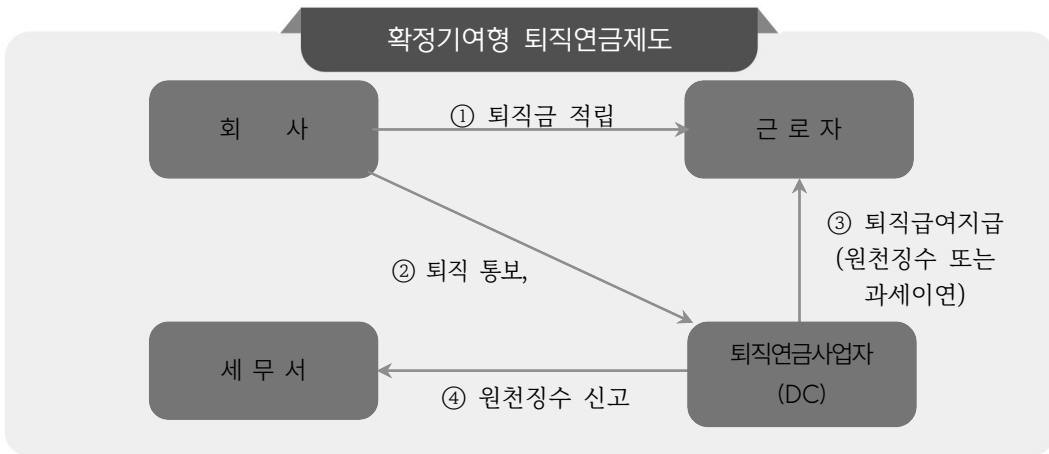 확정기여형 퇴직연금제도
회 사
① 퇴직금 적립
근 로 자
② 퇴직 통보,
③ 퇴직급여지급
(원천징수 또는
과세이연)
세 무 서
④ 원천징수 신고
퇴직연금사업자
(DC)